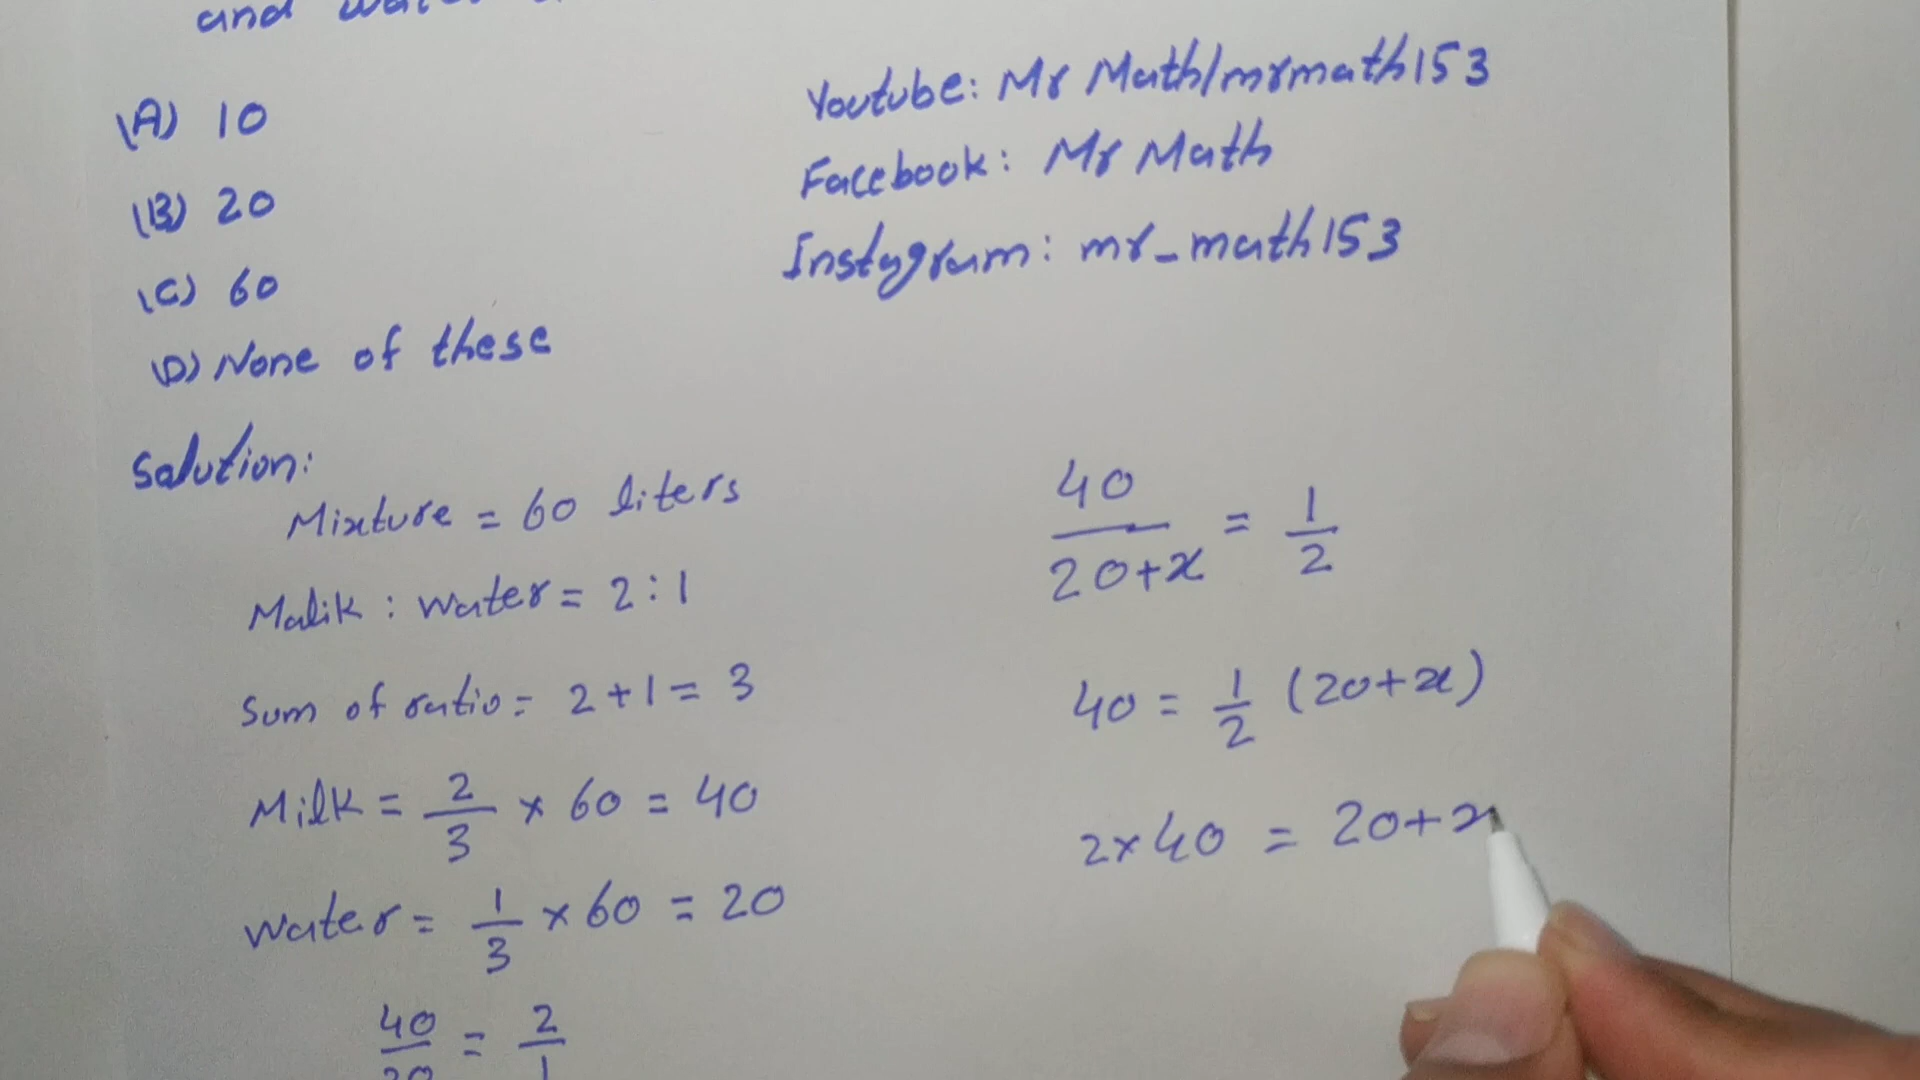 and water
(A) 10
(B) 20
(C) 60
(D) None of these
Youtube: Mr Math/mrmath153
Facebook: Mr Math
Instagram: mr_math153
Solution:
Mixture = 60 liters
Malik : water = 2:1
Sum of ratio = 2+1 = 3
Milk = 2/3 × 60 = 40
Water = 1/3 × 60 = 20
40/20 = 2/1
40/20+x = 1/2
40 = 1/2 (20+x)
2×40 = 20+x